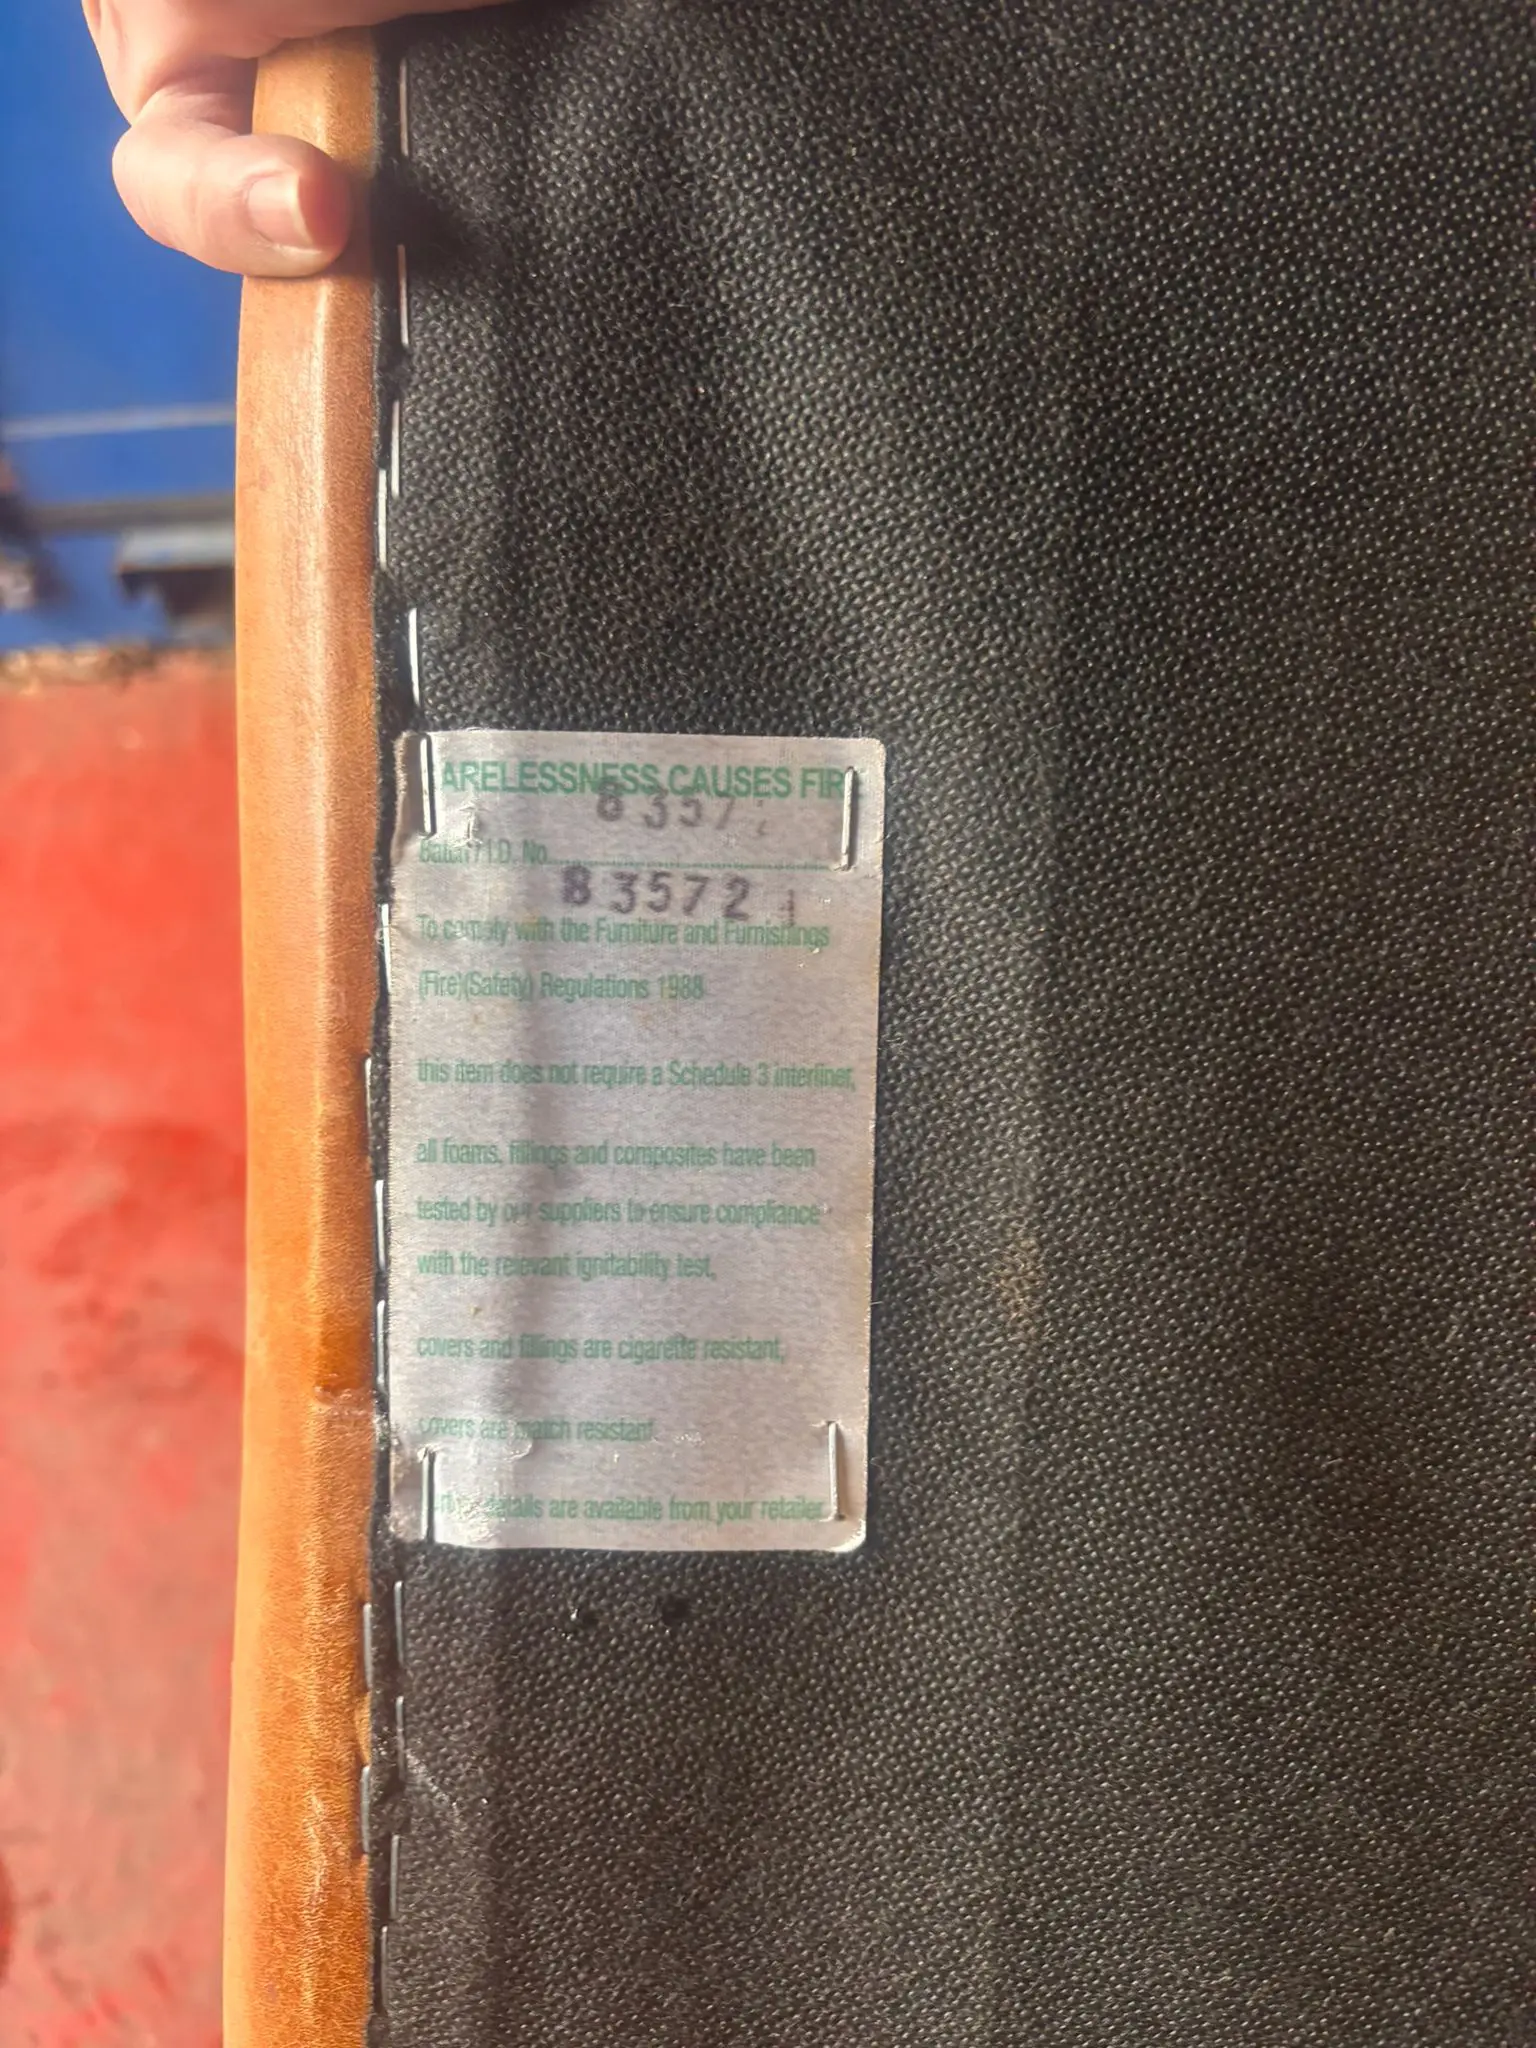 ARELESSNESS CAUSES FIR
8357
Batch / I.D. No.
83572
To comply with the Furniture and Furnishings
(Fire)(Safety) Regulations 1988
this item does not require a Schedule 3 interliner,
all foams, fillings and composites have been
tested by our suppliers to ensure compliance
with the relevant ignitability test,
covers and fillings are cigarette resistant,
covers are match resistant.
details are available from your retailer